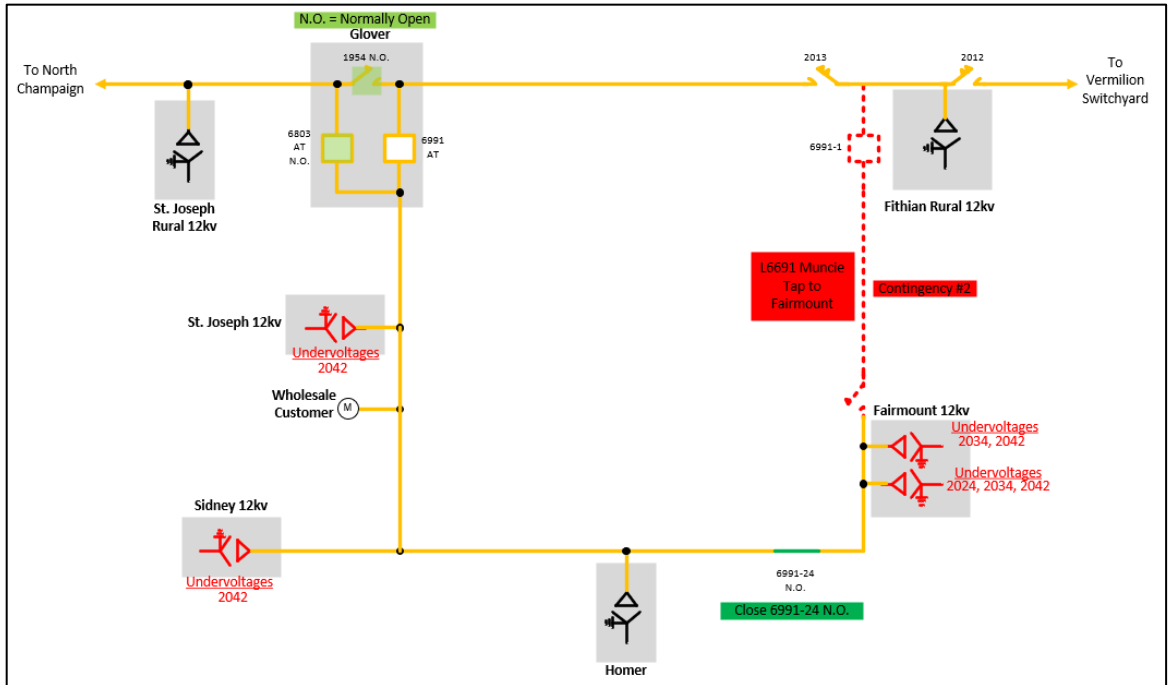 N.O. = Normally Open
Glover
1954 N.O.
To North
Champaign
2013
2012
To
Vermilion
Switchyard
6803
AT
N.O.
6991
AT
6991-1
St. Joseph
Rural 12kv
Fithian Rural 12kv
L6691 Muncie
Tap to
Fairmount
Contingency #2
St. Joseph 12kv
Undervoltages
2042
Wholesale
Customer
M
Fairmount 12kv
Undervoltages
2034, 2042
Undervoltages
2024, 2034, 2042
Sidney 12kv
Undervoltages
2042
6991-24
N.O.
Close 6991-24 N.O.
Homer